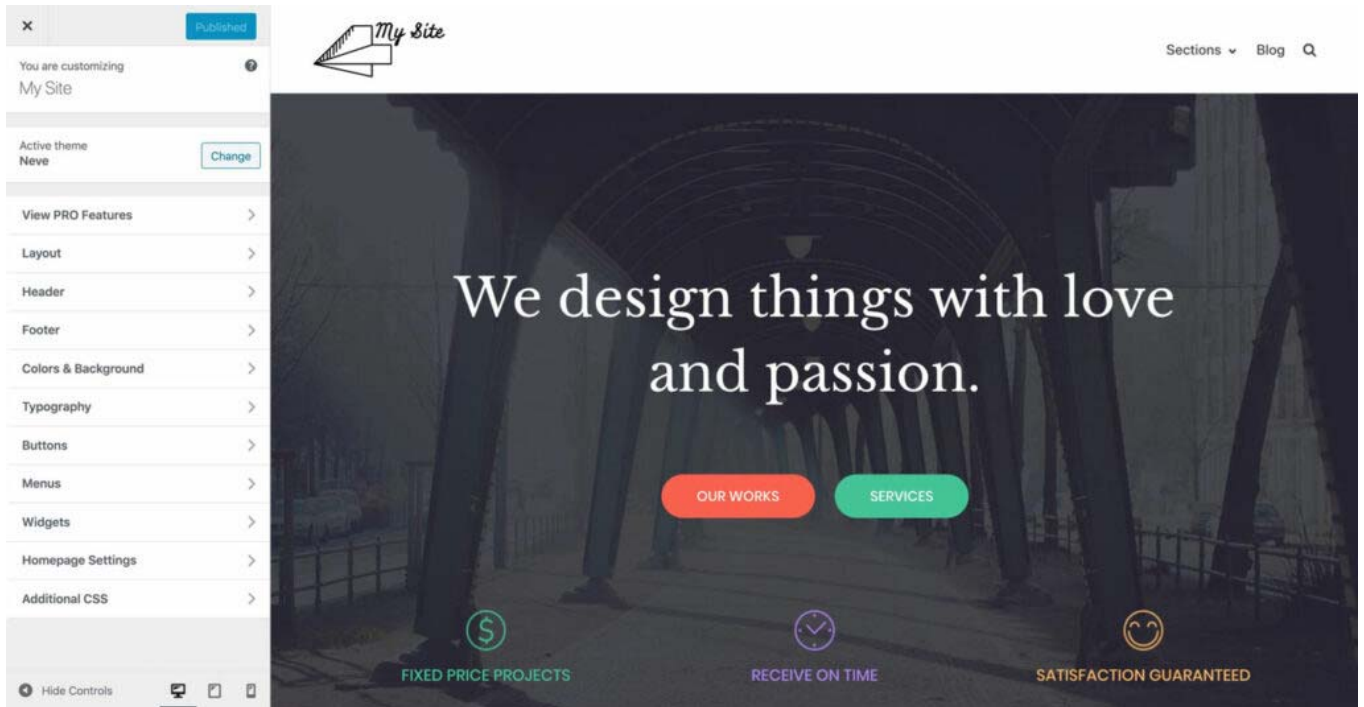 Published
You are customizing
My Site
Active theme
Neve
Change
View PRO Features
Layout
Header
Footer
Colors & Background
Typography
Buttons
Menus
Widgets
Homepage Settings
Additional CSS
Hide Controls
My Site
Sections
Blog
We design things with love
and passion.
OUR WORKS
SERVICES
FIXED PRICE PROJECTS
RECEIVE ON TIME
SATISFACTION GUARANTEED